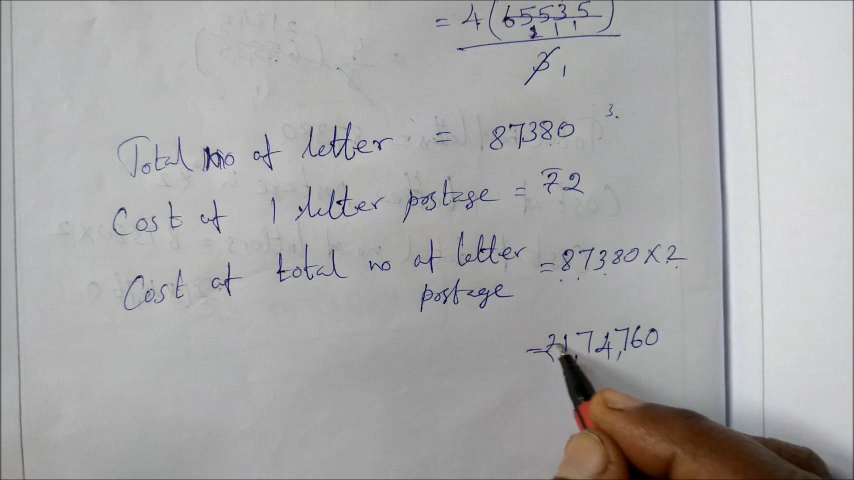 = 4(65535)
3 1
Total no of letter = 87380
Cost of 1 letter postage = ₹2
Cost of total no of letter = 87380 × 2
postage
= ₹1,74,760